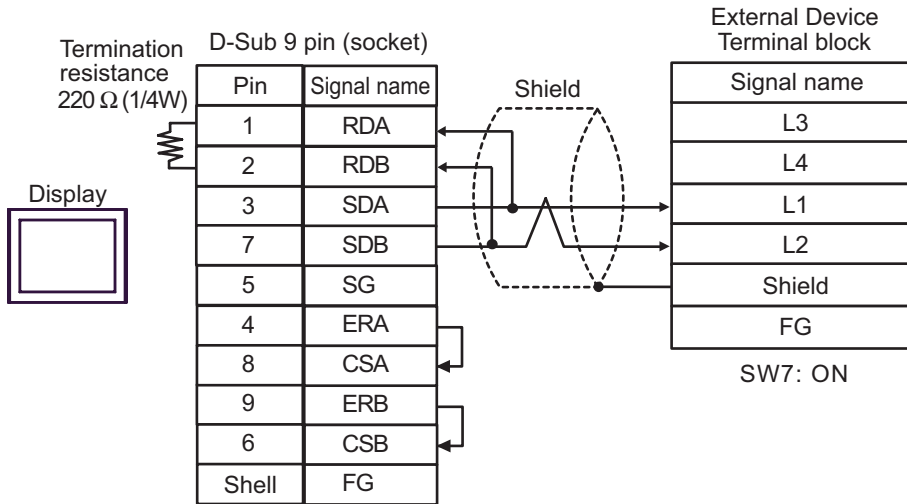 External Device
Terminal block
D-Sub 9 pin (socket)
Termination
resistance
220 Ω (1/4W)
Pin Signal name
Shield
Signal name
1 RDA
L3
2 RDB
L4
Display
3 SDA
L1
7 SDB
L2
5 SG
Shield
4 ERA
FG
8 CSA
SW7: ON
9 ERB
6 CSB
Shell FG